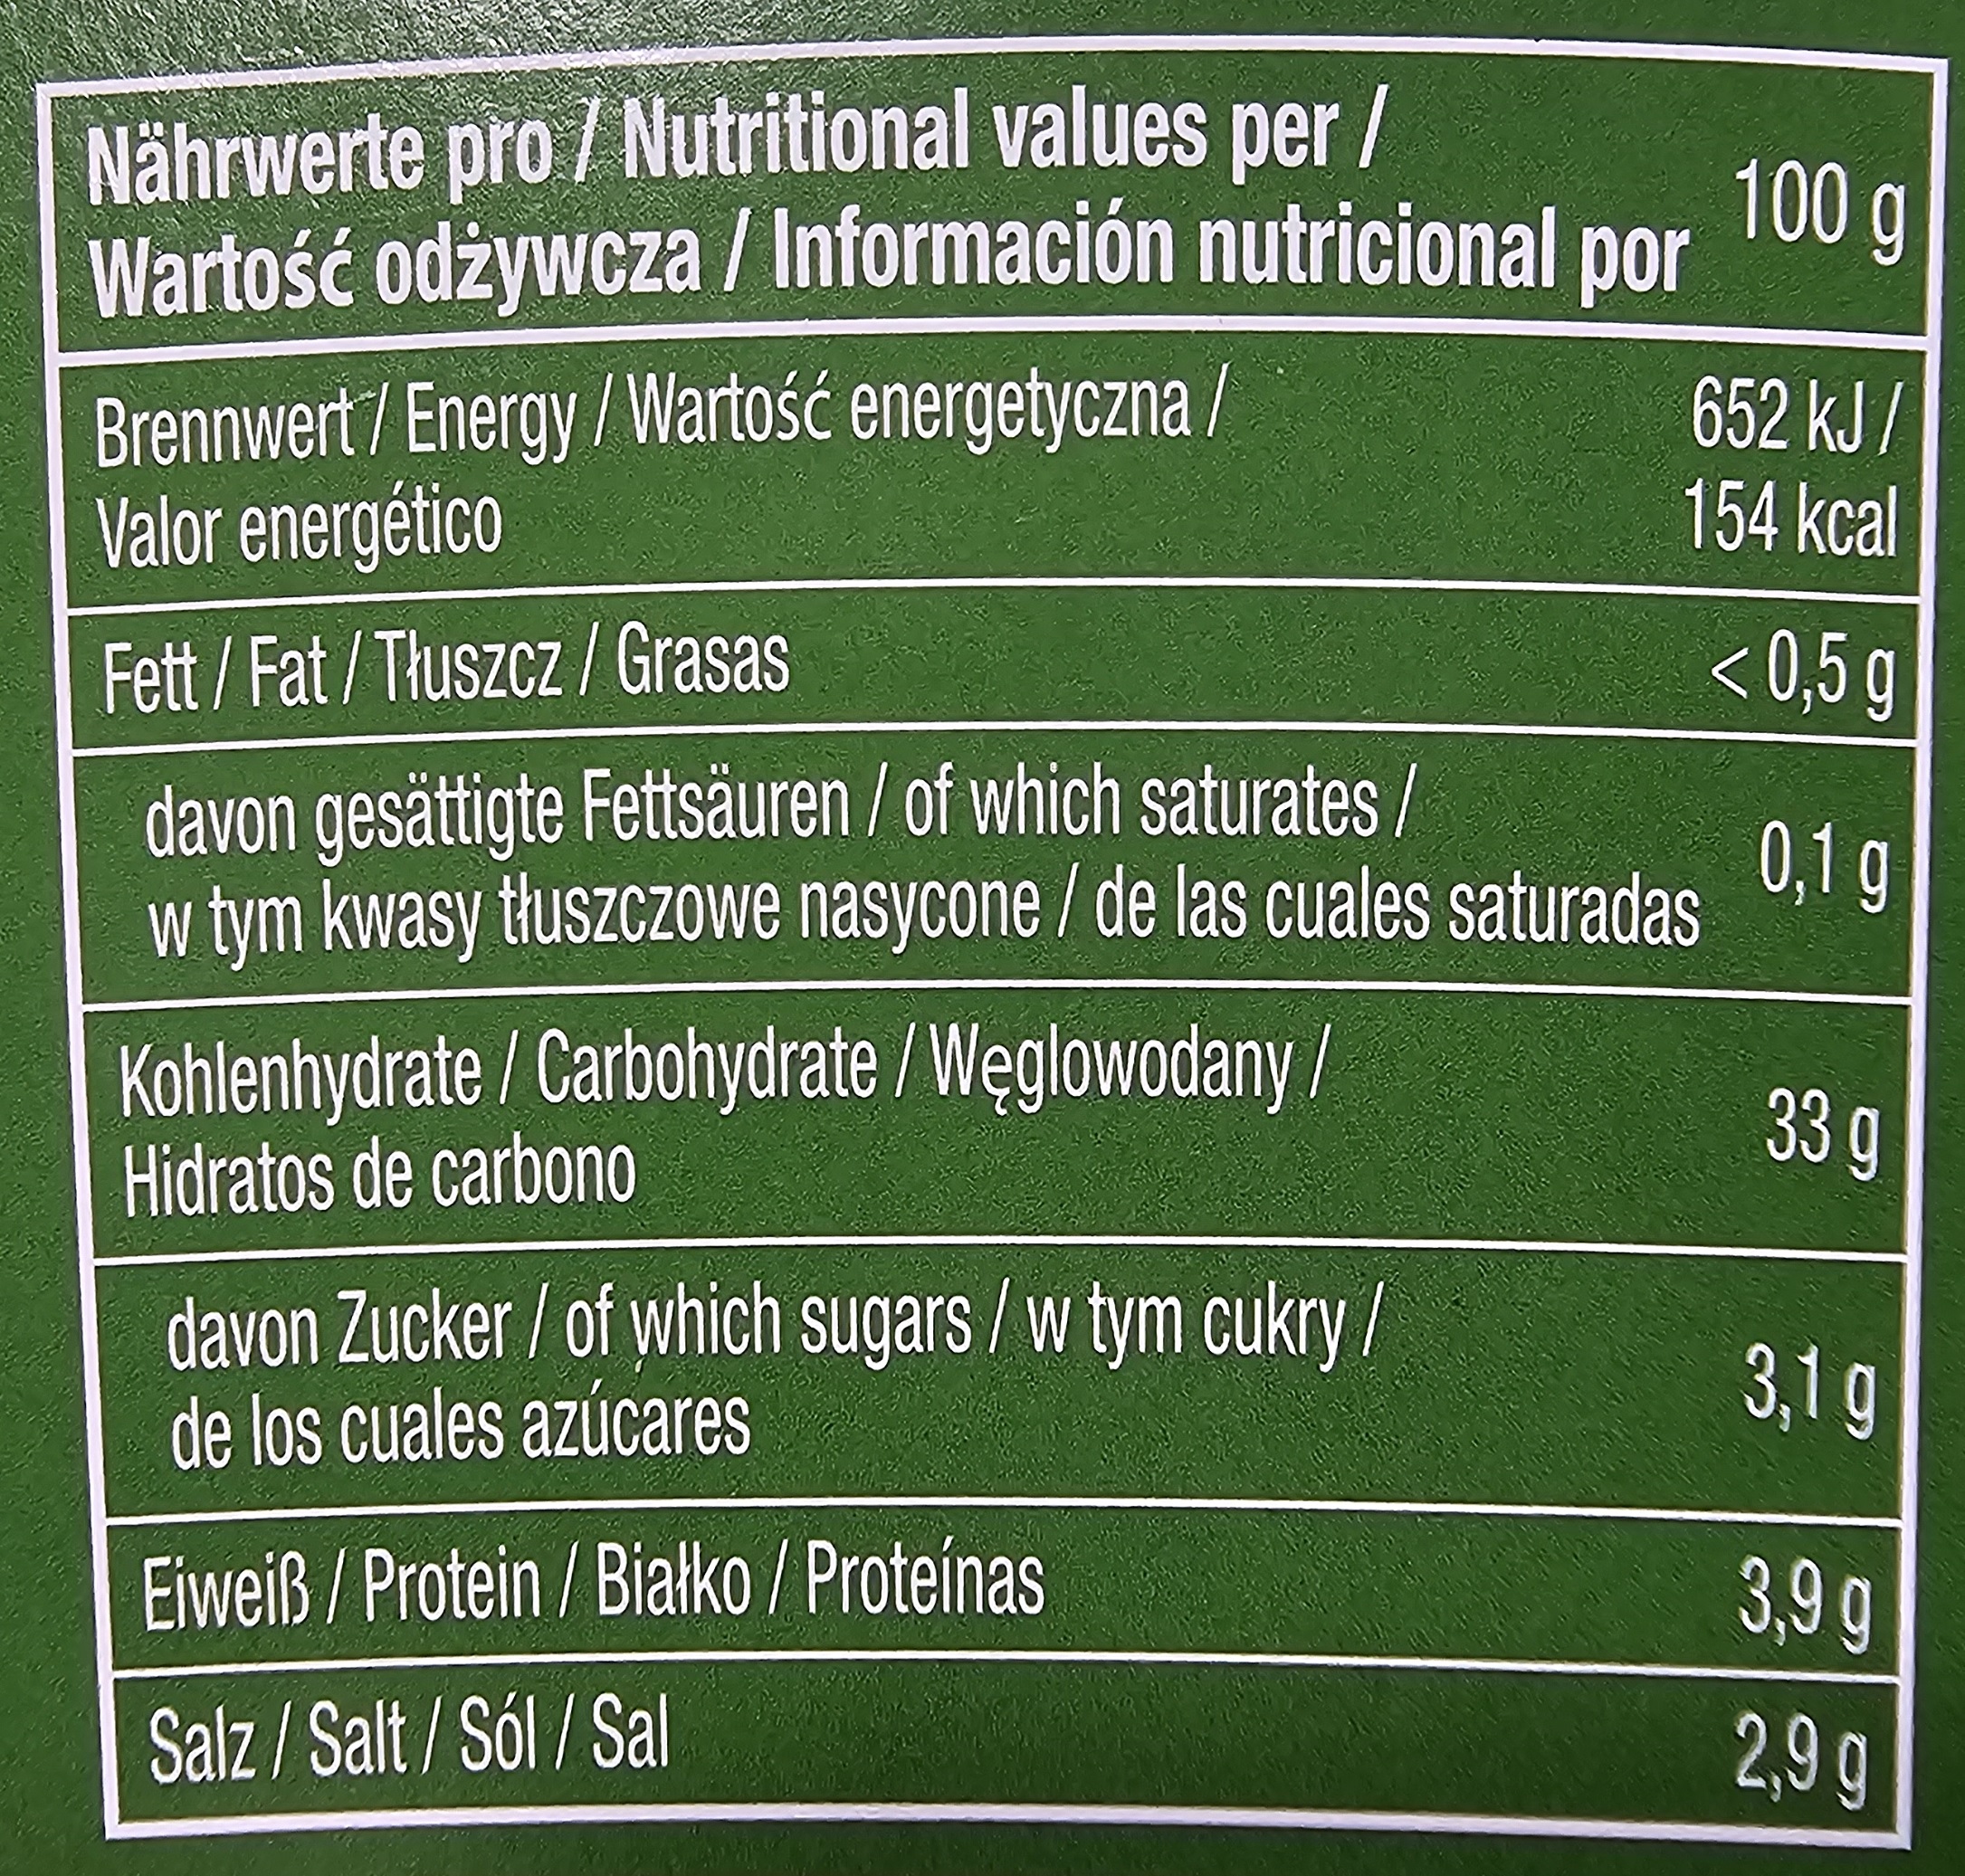 Nährwerte pro / Nutritional values per /
Wartość odżywcza / Información nutricional por 100 g
Brennwert / Energy / Wartość energetyczna / 652 kJ /
Valor energético 154 kcal
Fett / Fat / Tłuszcz / Grasas < 0,5 g
davon gesättigte Fettsäuren / of which saturates /
w tym kwasy tłuszczowe nasycone / de las cuales saturadas 0,1 g
Kohlenhydrate / Carbohydrate / Węglowodany /
Hidratos de carbono 33 g
davon Zucker / of which sugars / w tym cukry /
de los cuales azúcares 3,1 g
Eiweiß / Protein / Białko / Proteínas 3,9 g
Salz / Salt / Sól / Sal 2,9 g